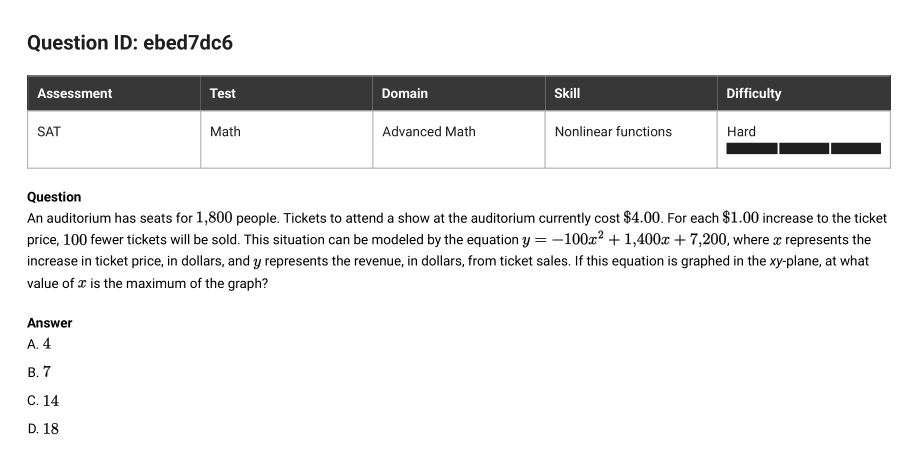 Question ID: ebed7dc6
Assessment Test Domain Skill Difficulty
SAT Math Advanced Math Nonlinear functions Hard
Question
An auditorium has seats for 1,800 people. Tickets to attend a show at the auditorium currently cost $4.00. For each $1.00 increase to the ticket
price, 100 fewer tickets will be sold. This situation can be modeled by the equation y = −100x² + 1,400x + 7,200, where x represents the
increase in ticket price, in dollars, and y represents the revenue, in dollars, from ticket sales. If this equation is graphed in the xy-plane, at what
value of x is the maximum of the graph?
Answer
A. 4
B. 7
C. 14
D. 18